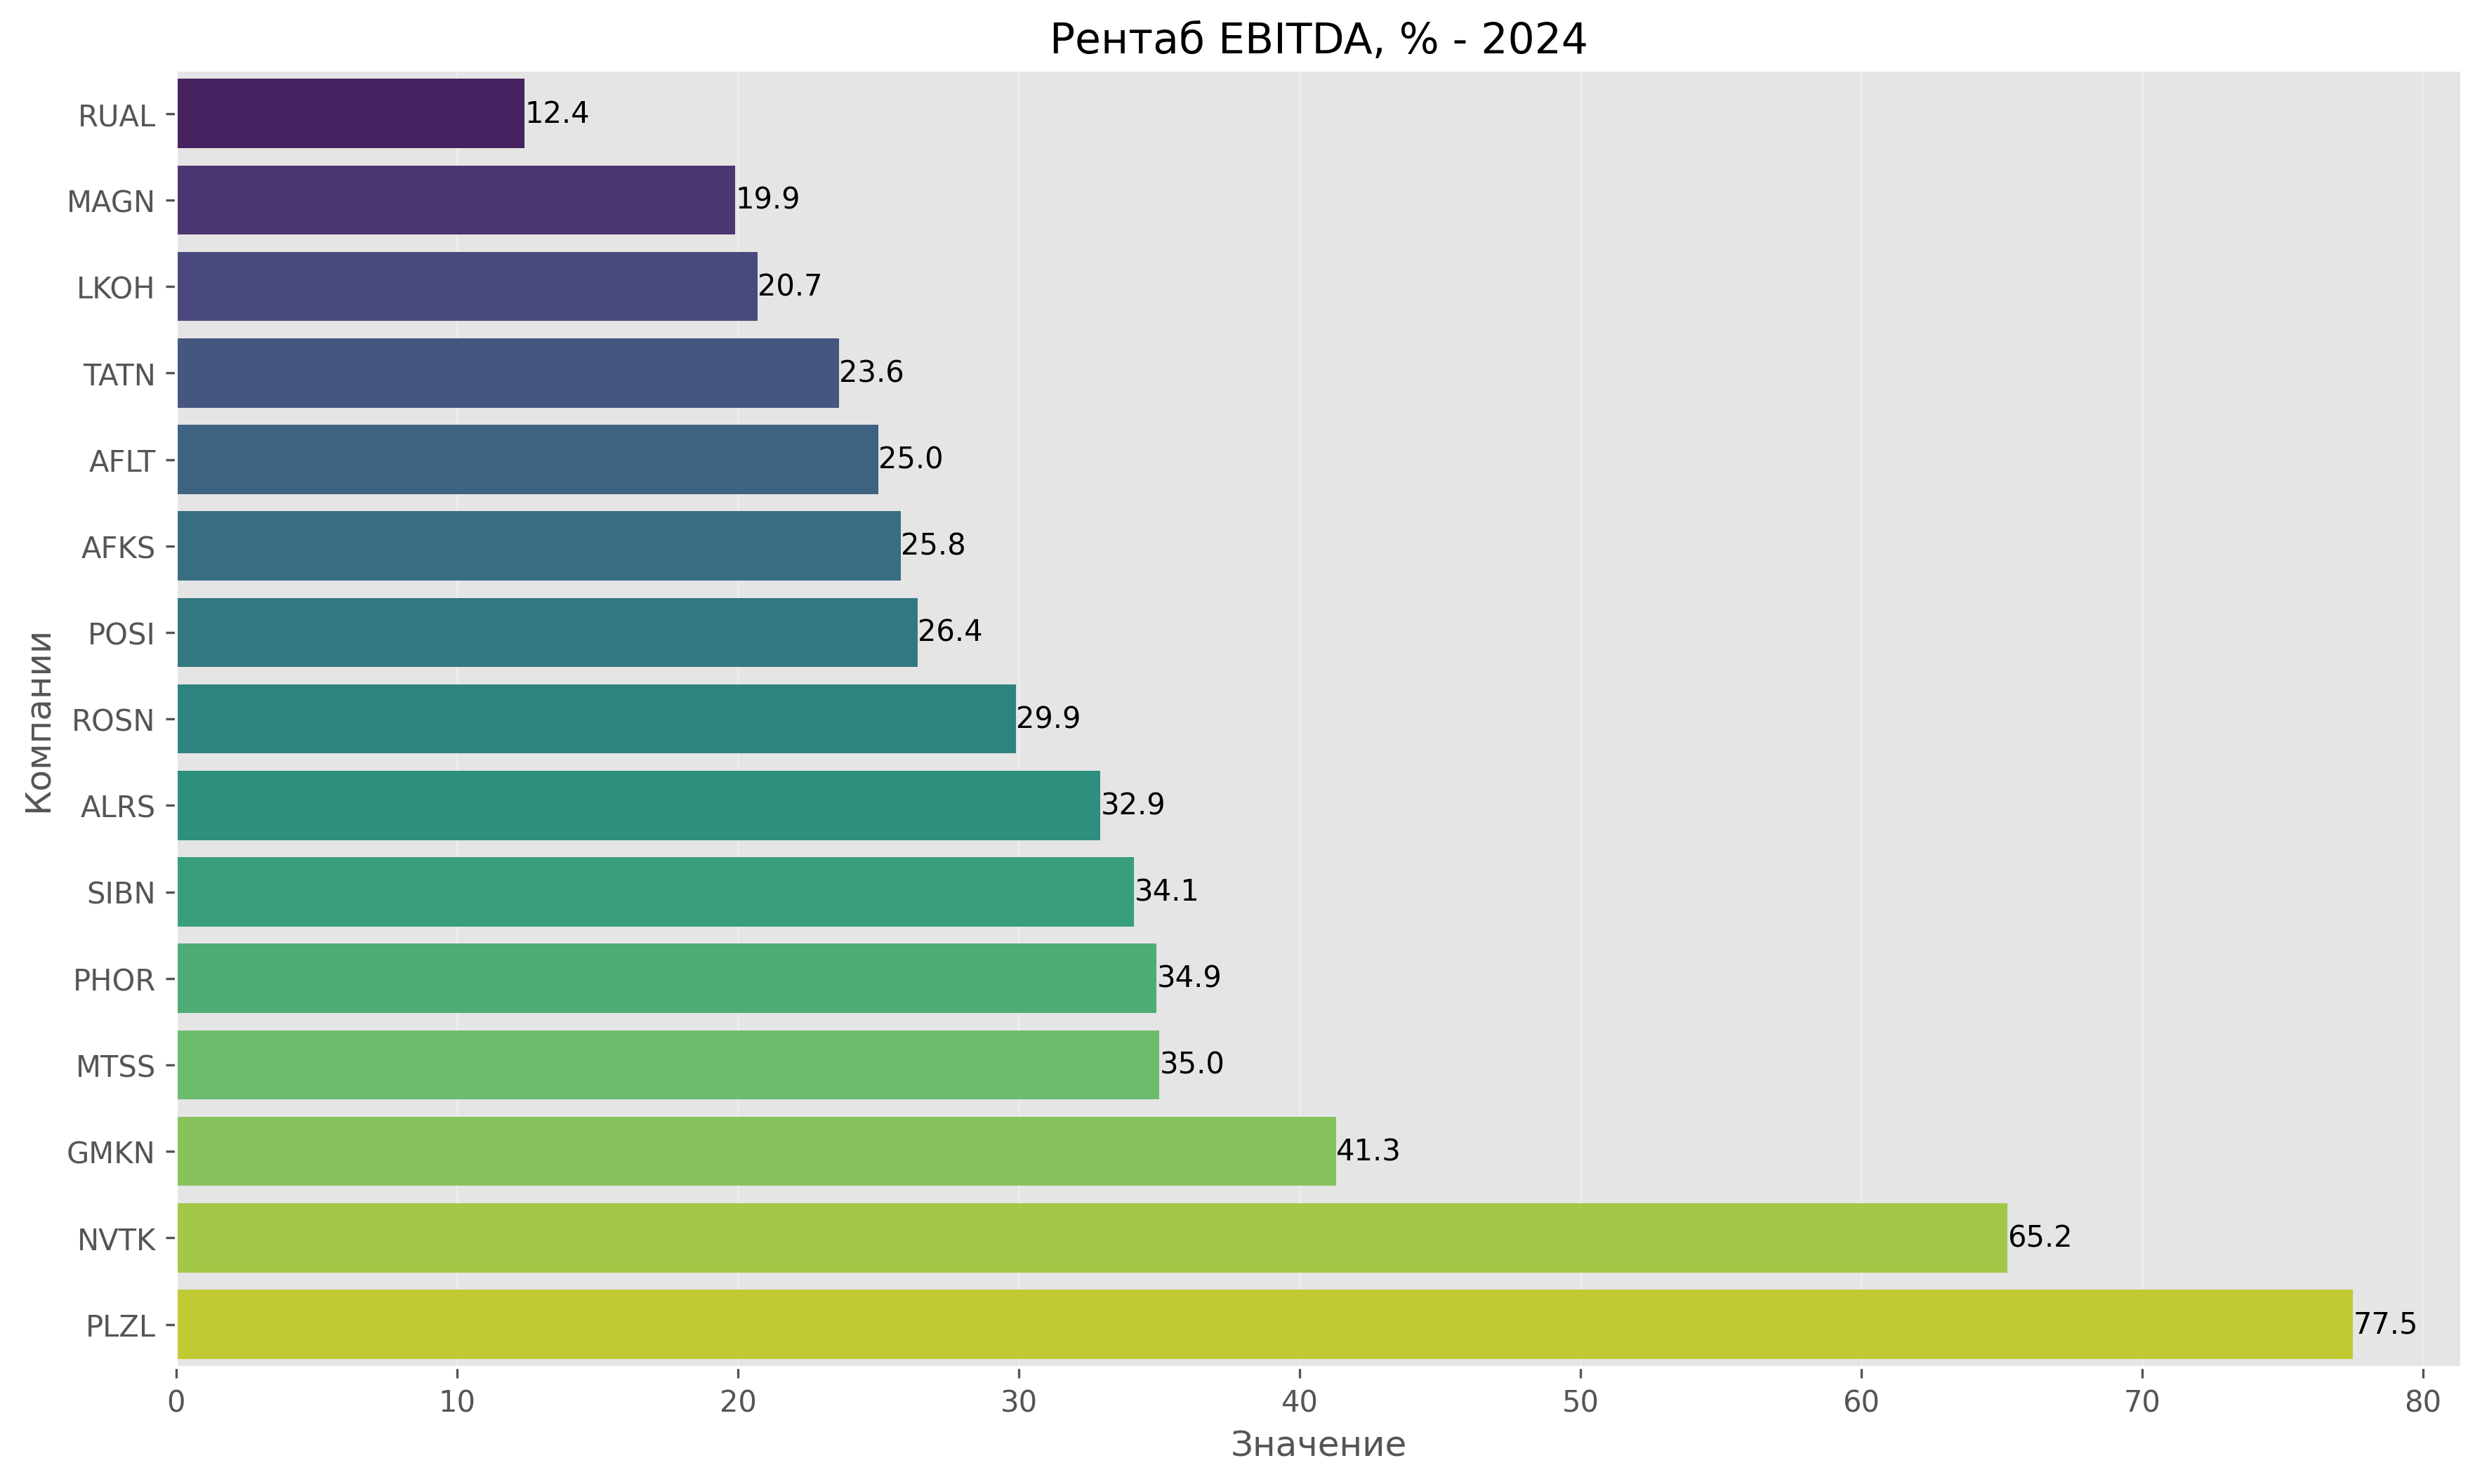 Рентаб EBITDA, % - 2024
Компании
RUAL 12.4
MAGN 19.9
LKOH 20.7
TATN 23.6
AFLT 25.0
AFKS 25.8
POSI 26.4
ROSN 29.9
ALRS 32.9
SIBN 34.1
PHOR 34.9
MTSS 35.0
GMKN 41.3
NVTK 65.2
PLZL 77.5
0 10 20 30 40 50 60 70 80
Значение